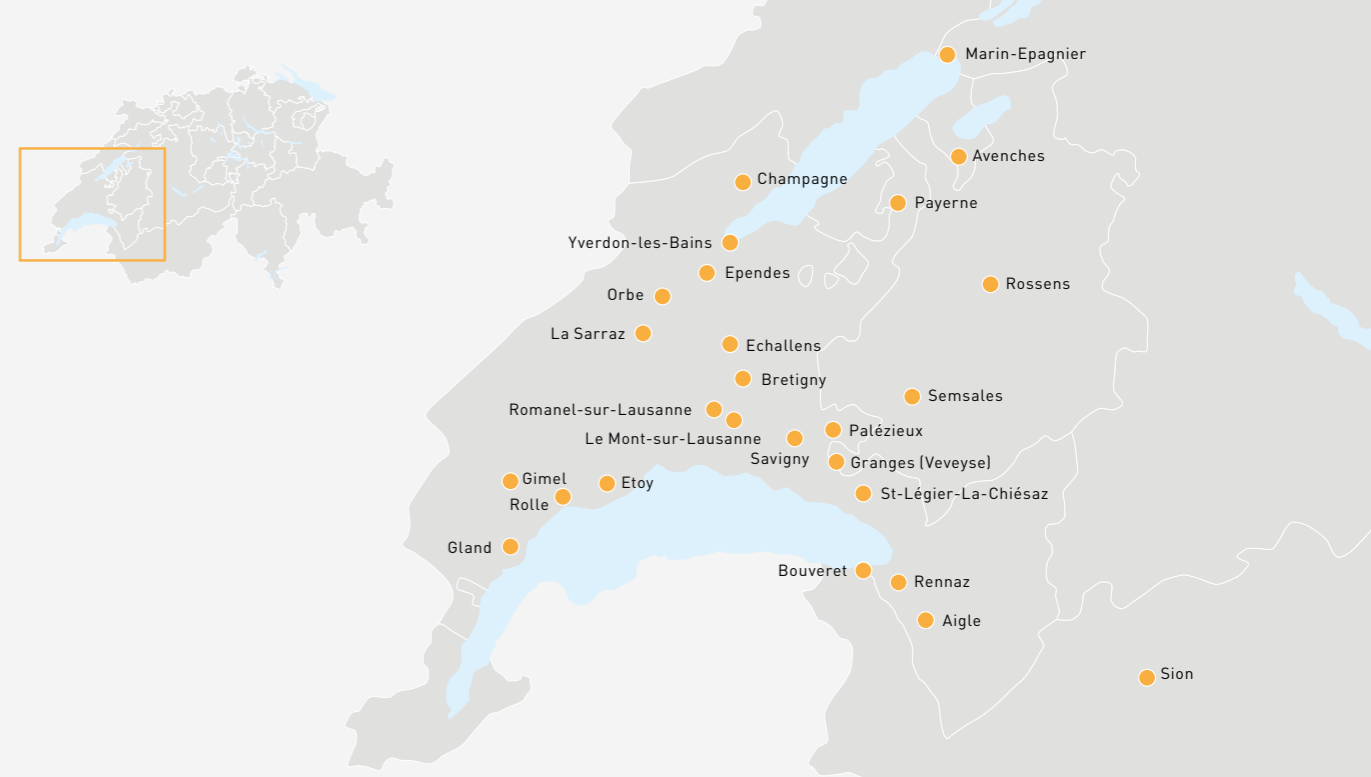 Marin-Epagnier
Avenches
Champagne
Payerne
Yverdon-les-Bains
Ependes
Rossens
Orbe
La Sarraz
Echallens
Bretigny
Semsales
Romanel-sur-Lausanne
Palézieux
Le Mont-sur-Lausanne
Savigny
Granges (Veveyse)
Gimel
Etoy
St-Légier-La-Chiésaz
Rolle
Gland
Bouveret
Rennaz
Aigle
Sion